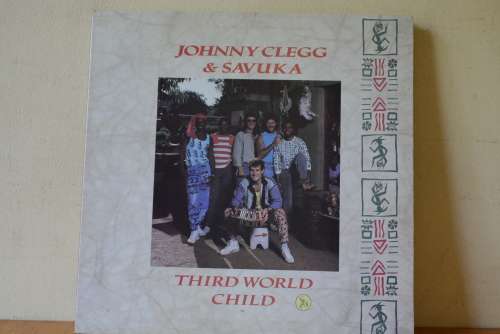 JOHNNY CLEGG
& SAVUKA
THIRD WORLD
CHILD